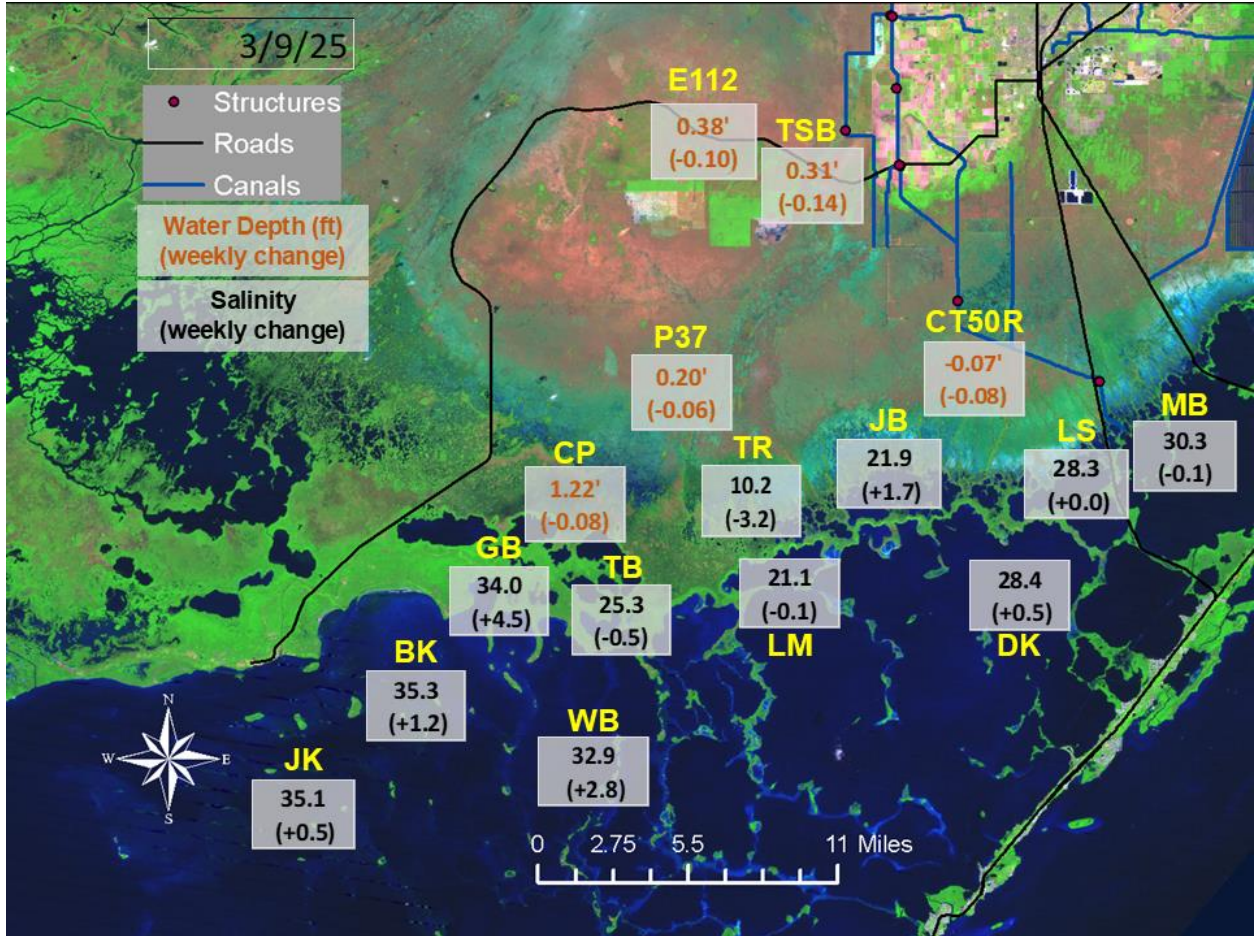 3/9/25
Structures
Roads
Canals
Water Depth (ft)
(weekly change)
Salinity
(weekly change)
E112
0.38'
(-0.10)
TSB
0.31'
(-0.14)
P37
0.20'
(-0.06)
CT50R
-0.07'
(-0.08)
CP
1.22'
(-0.08)
TR
10.2
(-3.2)
JB
21.9
(+1.7)
LS
28.3
(+0.0)
MB
30.3
(-0.1)
GB
34.0
(+4.5)
TB
25.3
(-0.5)
21.1
(-0.1)
LM
28.4
(+0.5)
DK
BK
35.3
(+1.2)
WB
32.9
(+2.8)
JK
35.1
(+0.5)
N
W
E
S
0 2.75 5.5 11 Miles